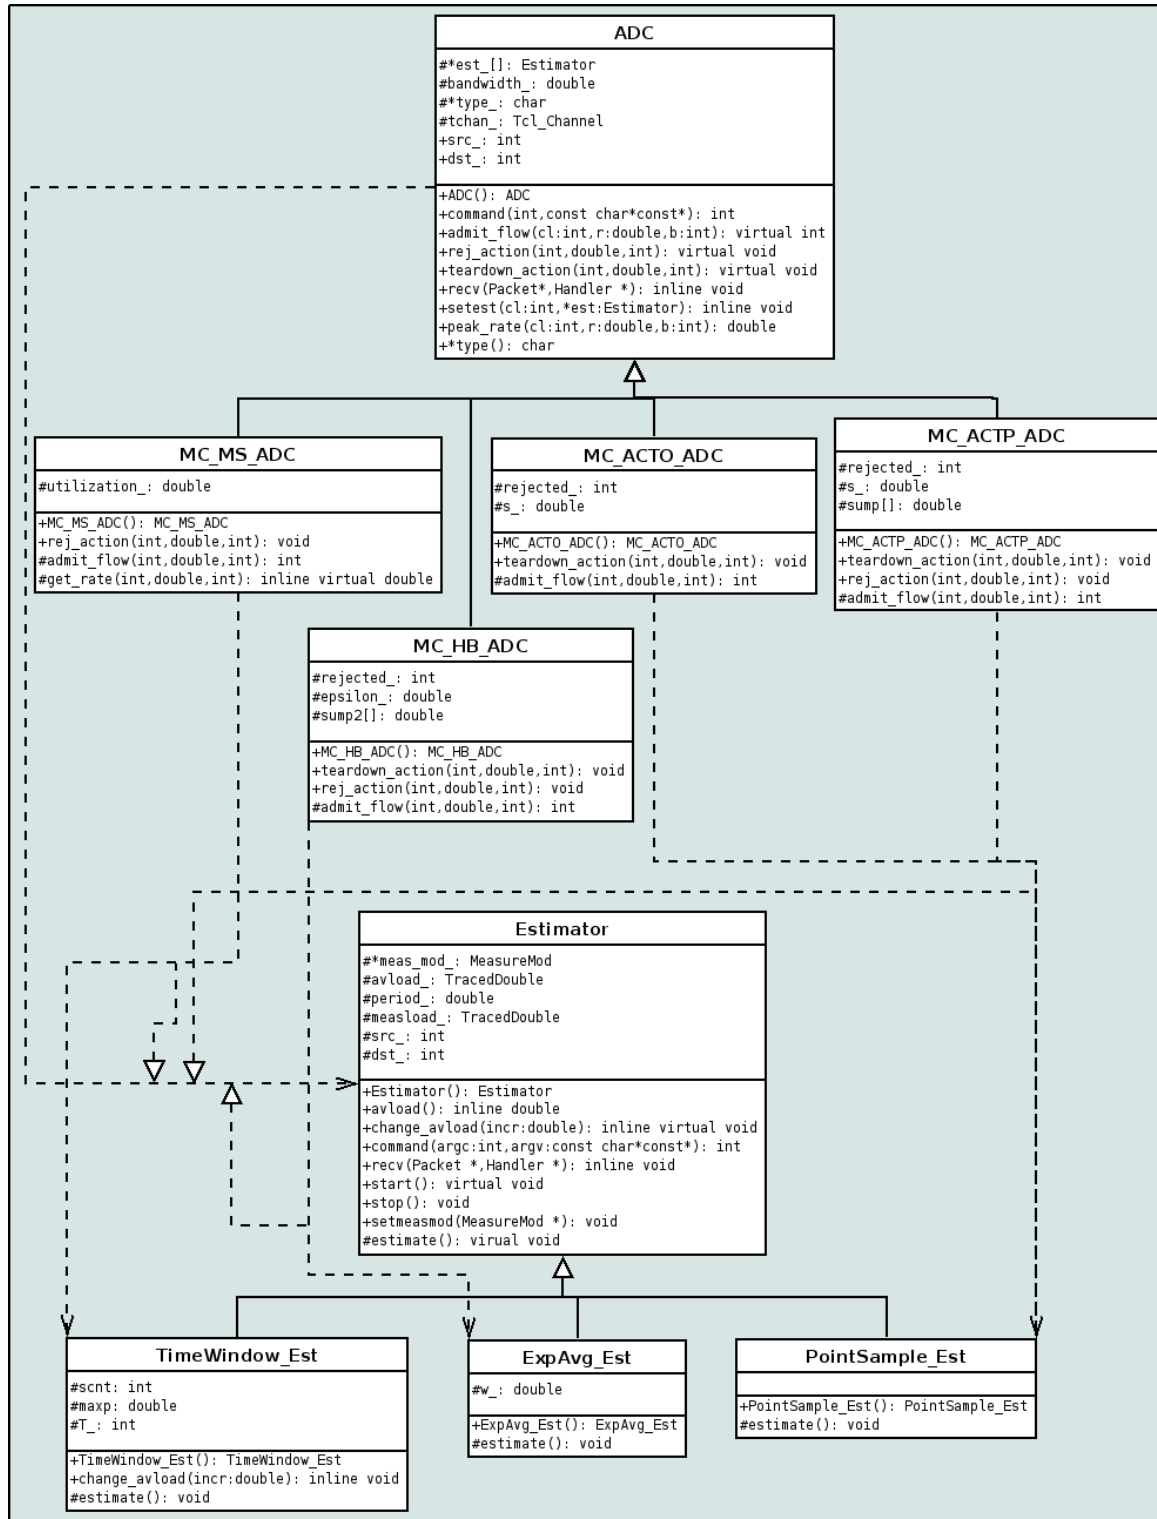 ADC
#*est_[]: Estimator
#bandwidth_: double
#*type_: char
#tchan_: Tcl_Channel
+src_: int
+dst_: int
+ADC(): ADC
+command(int,const char*const*): int
+admit_flow(cl:int,r:double,b:int): virtual int
+rej_action(int,double,int): virtual void
+teardown_action(int,double,int): virtual void
+recv(Packet*,Handler *): inline void
+setest(cl:int,*est:Estimator): inline void
+peak_rate(cl:int,r:double,b:int): double
+*type(): char
MC_MS_ADC
#utilization_: double
+MC_MS_ADC(): MC_MS_ADC
+rej_action(int,double,int): void
#admit_flow(int,double,int): int
#get_rate(int,double,int): inline virtual double
MC_ACTO_ADC
#rejected_: int
#s_: double
+MC_ACTO_ADC(): MC_ACTO_ADC
+teardown_action(int,double,int): void
#admit_flow(int,double,int): int
MC_ACTP_ADC
#rejected_: int
#s_: double
#sump[]: double
+MC_ACTP_ADC(): MC_ACTP_ADC
+teardown_action(int,double,int): void
+rej_action(int,double,int): void
#admit_flow(int,double,int): int
MC_HB_ADC
#rejected_: int
#epsilon_: double
#sump2[]: double
+MC_HB_ADC(): MC_HB_ADC
+teardown_action(int,double,int): void
+rej_action(int,double,int): void
#admit_flow(int,double,int): int
Estimator
#*meas_mod_: MeasureMod
#avload_: TracedDouble
#period_: double
#measload_: TracedDouble
#src_: int
#dst_: int
+Estimator(): Estimator
+avload(): inline double
+change_avload(incr:double): inline virtual void
+command(argc:int,argv:const char*const*): int
+recv(Packet *,Handler *): inline void
+start(): virtual void
+stop(): void
+setmeasmod(MeasureMod *): void
#estimate(): virual void
TimeWindow_Est
#scnt: int
#maxp: double
#T_: int
+TimeWindow_Est(): TimeWindow_Est
+change_avload(incr:double): inline void
#estimate(): void
ExpAvg_Est
#w_: double
+ExpAvg_Est(): ExpAvg_Est
#estimate(): void
PointSample_Est
+PointSample_Est(): PointSample_Est
#estimate(): void